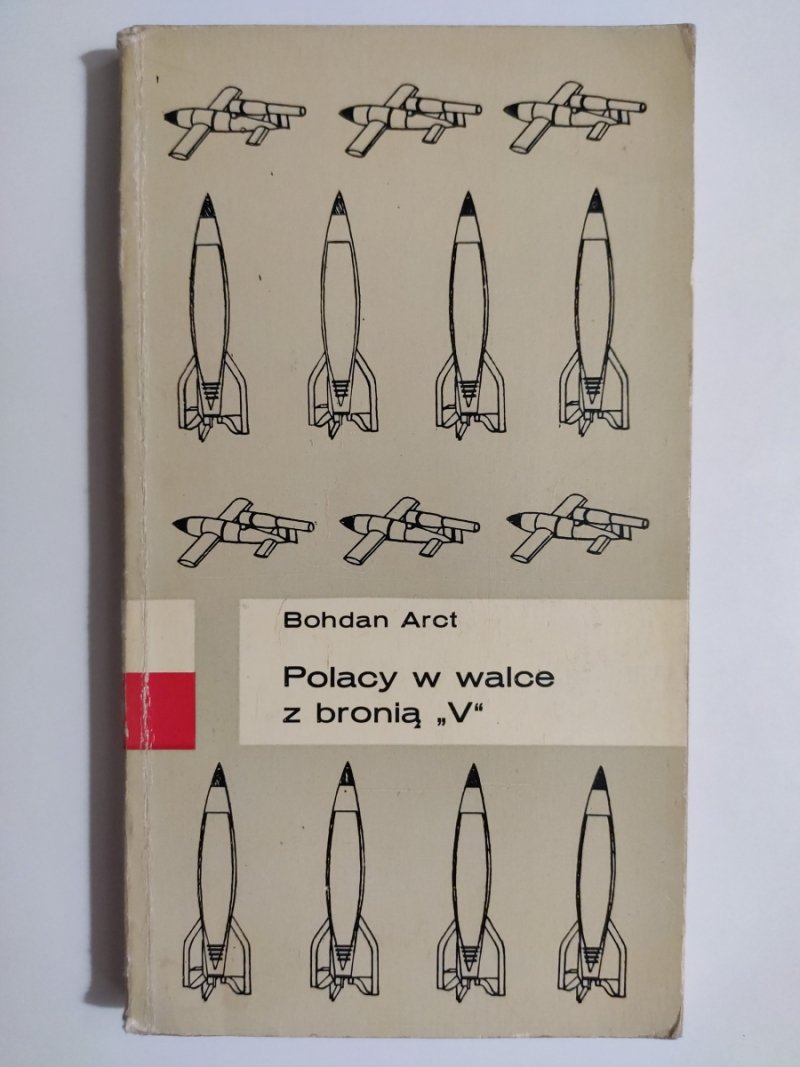 Bohdan Arct
Polacy w walce
z bronią „V“